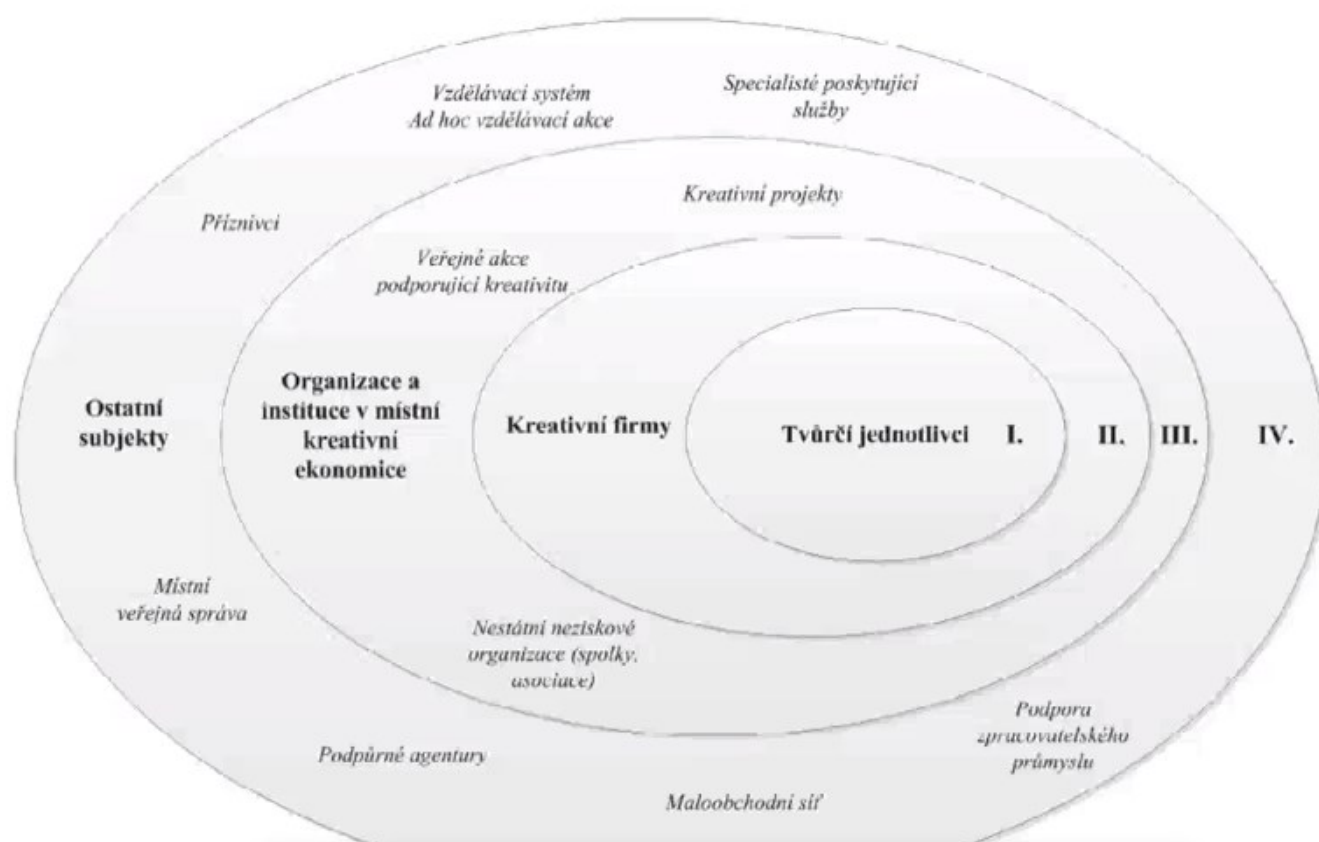 Vzdělávací systém
Ad hoc vzdělávací akce
Specialisté poskytující
služby
Kreativní projekty
Příznivci
Veřejné akce
podporující kreativitu
Ostatní
subjekty
Organizace a
instituce v místní
kreativní
ekonomice
Kreativní firmy
Tvůrčí jednotlivci
I.
II.
III.
IV.
Místní
veřejná správa
Nestátní neziskové
organizace (spolky,
asociace)
Podpůrné agentury
Podpora
zpracovatelského
průmyslu
Maloobchodní síť